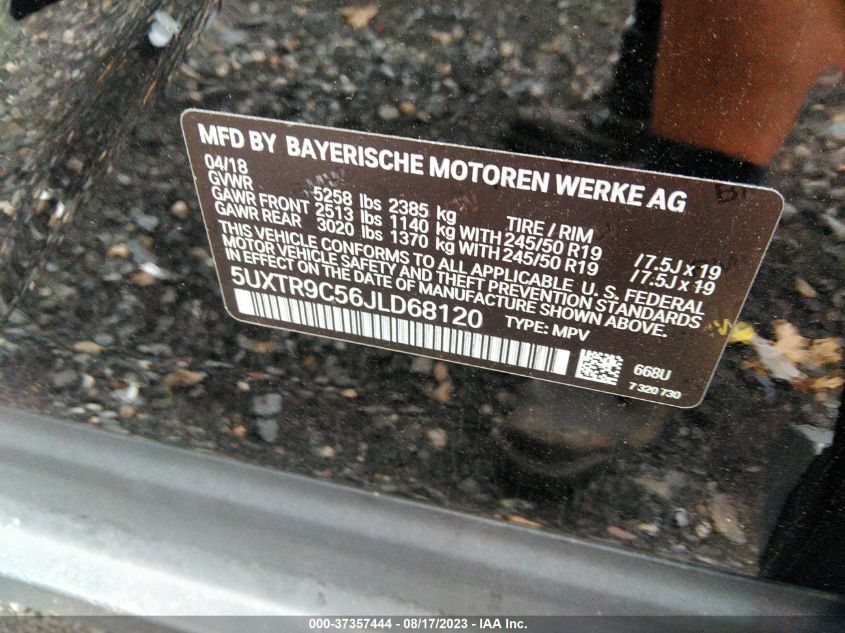 MFD BY BAYERISCHE MOTOREN WERKE AG
04/18
GVWR 5258 lbs 2385 kg TIRE / RIM
GAWR FRONT 2513 lbs 1140 kg WITH 245/50 R19 /7.5J x 19
GAWR REAR 3020 lbs 1370 kg WITH 245/50 R19 /7.5J x 19
THIS VEHICLE CONFORMS TO ALL APPLICABLE U. S. FEDERAL
MOTOR VEHICLE SAFETY AND THEFT PREVENTION STANDARDS
IN EFFECT ON THE DATE OF MANUFACTURE SHOWN ABOVE.
5UXTR9C56JLD68120 TYPE: MPV
668U
7 320 730
000-37357444 - 08/17/2023 - IAA Inc.